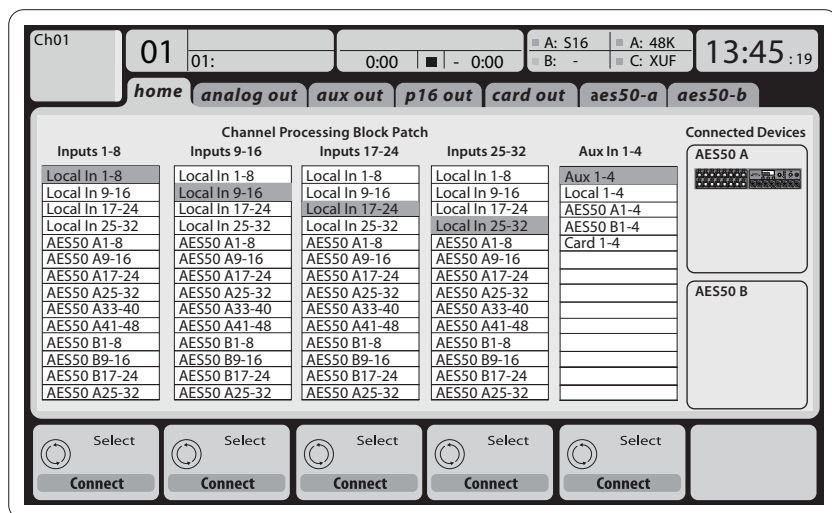 Ch01
01
01:
0:00 - 0:00
A: S16 A: 48K
B: - C: XUF
13:45 :19
home analog out aux out p16 out card out aes50-a aes50-b
Channel Processing Block Patch
Connected Devices
Inputs 1-8 Inputs 9-16 Inputs 17-24 Inputs 25-32 Aux In 1-4
AES50 A
Local In 1-8 Local In 1-8 Local In 1-8 Local In 1-8 Aux 1-4
Local In 9-16 Local In 9-16 Local In 9-16 Local In 9-16 Local 1-4
Local In 17-24 Local In 17-24 Local In 17-24 Local In 17-24 AES50 A1-4
Local In 25-32 Local In 25-32 Local In 25-32 Local In 25-32 AES50 B1-4
AES50 A1-8 AES50 A1-8 AES50 A1-8 AES50 A1-8 Card 1-4
AES50 A9-16 AES50 A9-16 AES50 A9-16 AES50 A9-16
AES50 A17-24 AES50 A17-24 AES50 A17-24 AES50 A17-24
AES50 A25-32 AES50 A25-32 AES50 A25-32 AES50 A25-32
AES50 B
AES50 A33-40 AES50 A33-40 AES50 A33-40 AES50 A33-40
AES50 A41-48 AES50 A41-48 AES50 A41-48 AES50 A41-48
AES50 B1-8 AES50 B1-8 AES50 B1-8 AES50 B1-8
AES50 B9-16 AES50 B9-16 AES50 B9-16 AES50 B9-16
AES50 B17-24 AES50 B17-24 AES50 B17-24 AES50 B17-24
AES50 A25-32 AES50 A25-32 AES50 A25-32 AES50 A25-32
Select Select Select Select Select
Connect Connect Connect Connect Connect